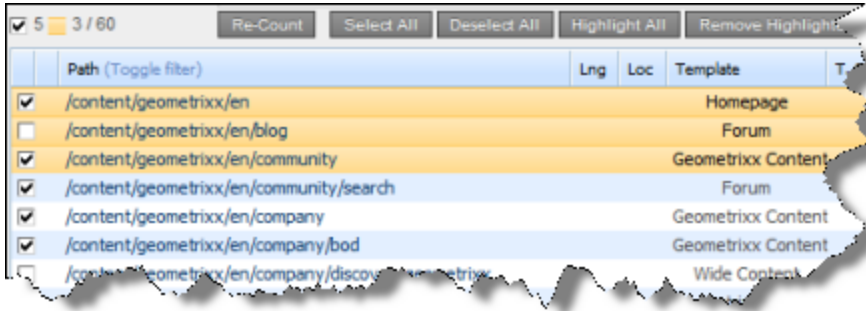 5 3 / 60 Re-Count Select All Deselect All Highlight All Remove Highlights
Path (Toggle filter) Lng Loc Template
/content/geometrixx/en Homepage
/content/geometrixx/en/blog Forum
/content/geometrixx/en/community Geometrixx Content
/content/geometrixx/en/community/search Forum
/content/geometrixx/en/company Geometrixx Content
/content/geometrixx/en/company/bod Geometrixx Content
Wide Content